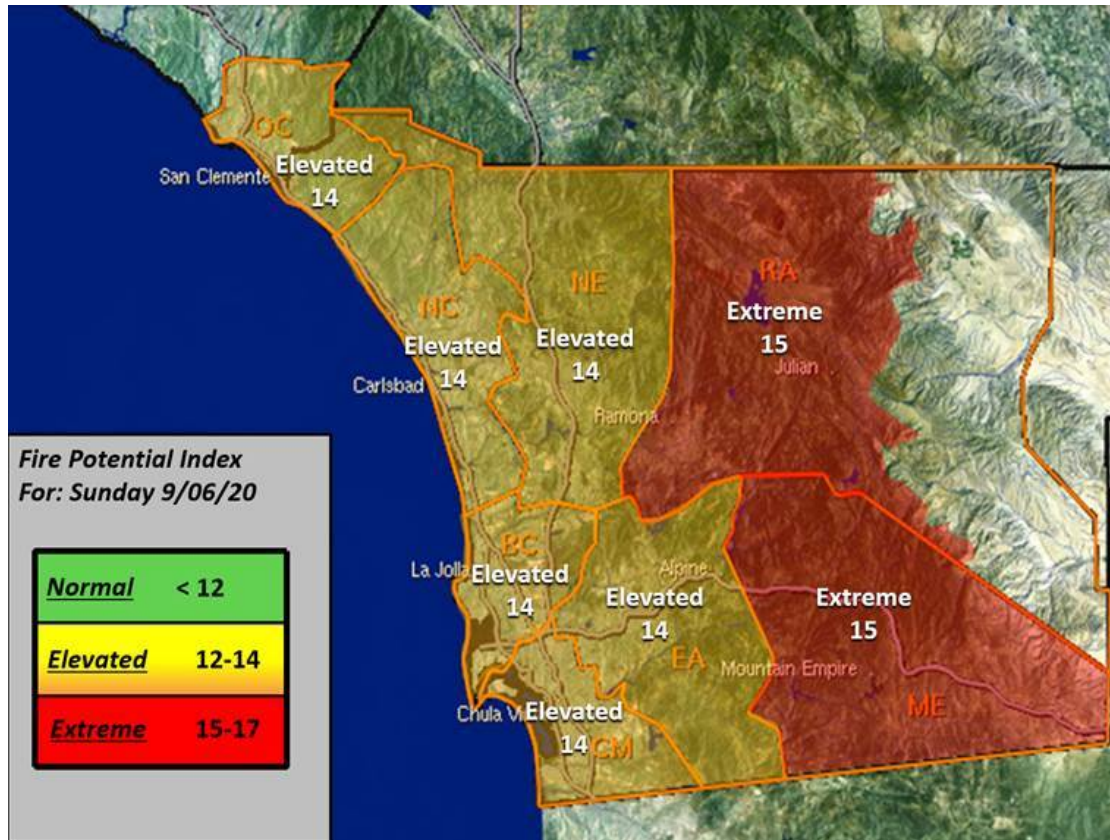 OC
Elevated
14
San Clemente
NE
RA
NC
Extreme
15
Elevated
14
Elevated
14
Julian
Carlsbad
Ramona
Fire Potential Index
For: Sunday 9/06/20
Normal < 12
Elevated 12-14
Extreme 15-17
BC
La Jolla
Elevated
14
Alpine
Elevated
14
Extreme
15
EA
Mountain Empire
ME
Chula Vi
Elevated
14
CM